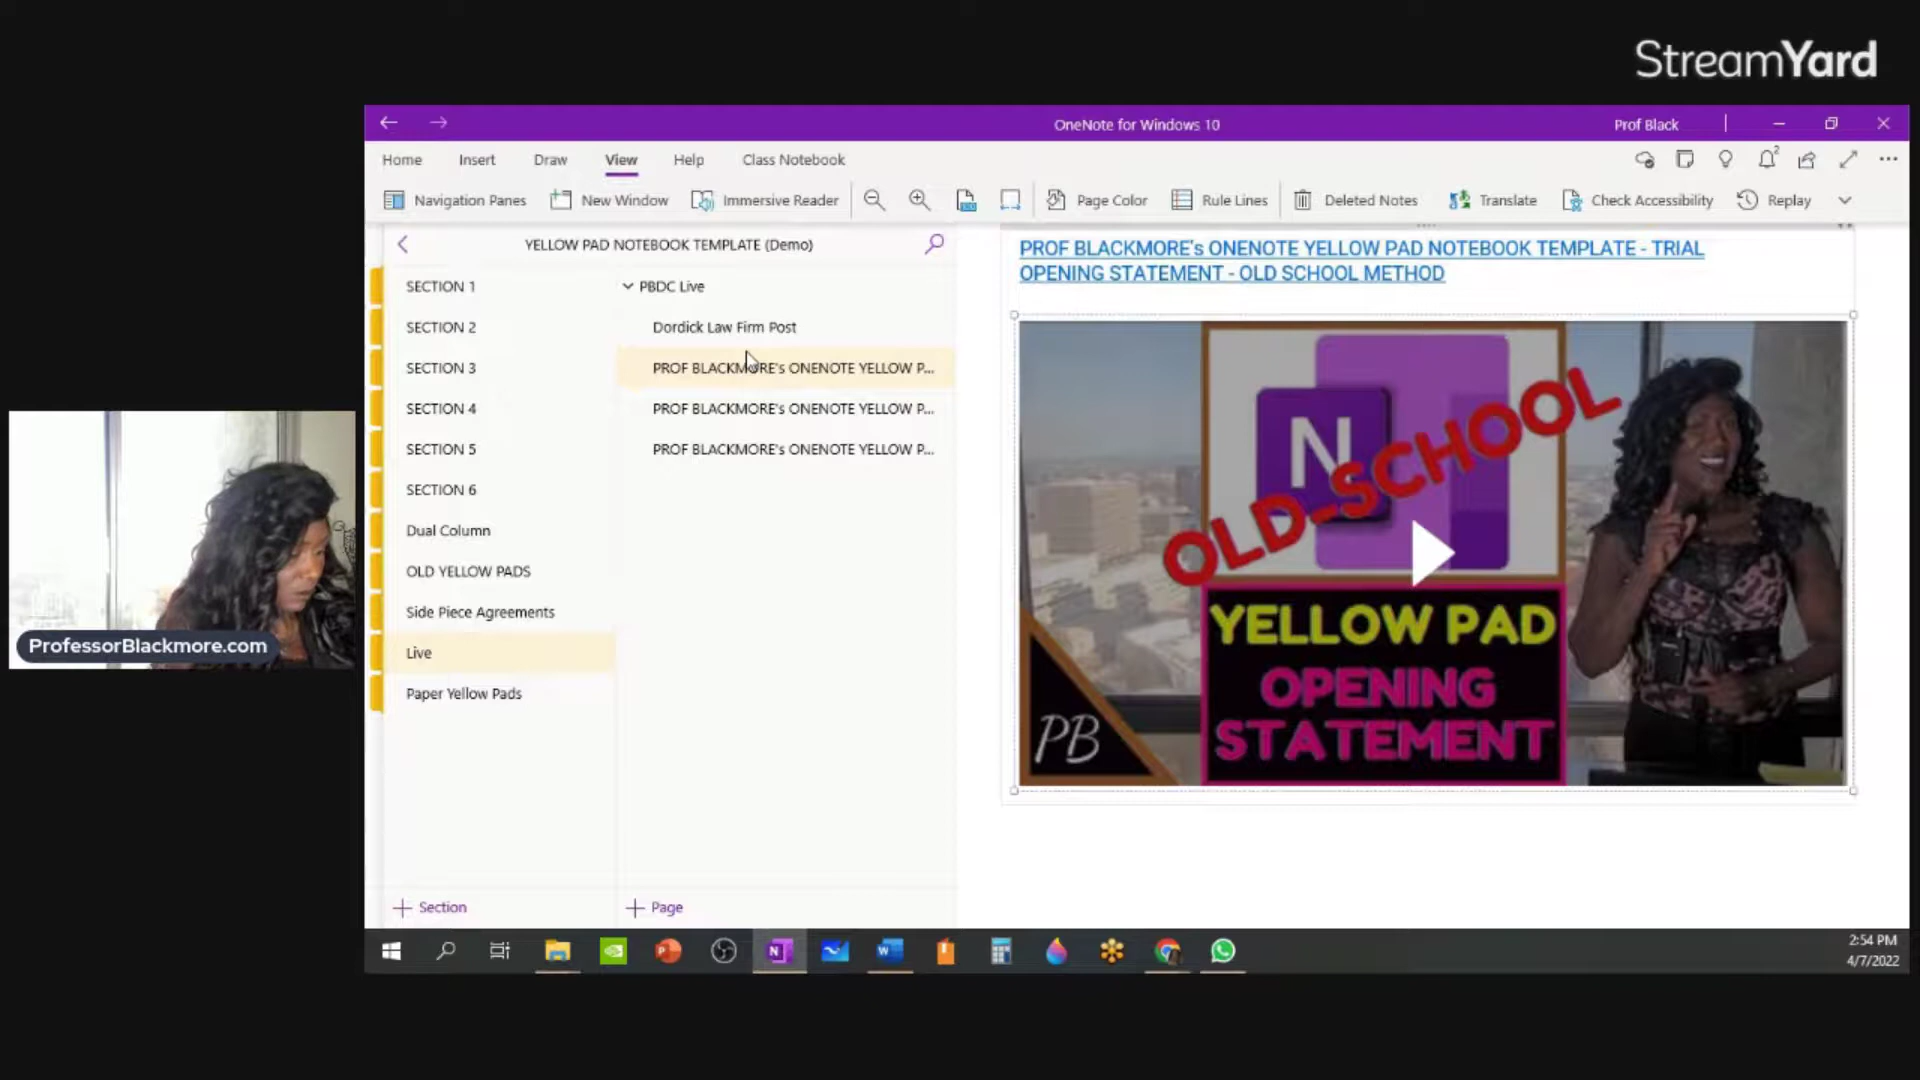 StreamYard
OneNote for Windows 10
Prof Black
Home Insert Draw View Help Class Notebook
2
Navigation Panes New Window Immersive Reader Page Color Rule Lines Deleted Notes Translate Check Accessibility Replay
YELLOW PAD NOTEBOOK TEMPLATE (Demo)
SECTION 1
SECTION 2
SECTION 3
SECTION 4
SECTION 5
SECTION 6
Dual Column
OLD YELLOW PADS
Side Piece Agreements
Live
Paper Yellow Pads
Section
PBDC Live
Dordick Law Firm Post
PROF BLACKMORE's ONENOTE YELLOW P...
PROF BLACKMORE's ONENOTE YELLOW P...
PROF BLACKMORE's ONENOTE YELLOW P...
Page
PROF BLACKMORE's ONENOTE YELLOW PAD NOTEBOOK TEMPLATE - TRIAL
OPENING STATEMENT - OLD SCHOOL METHOD
N
OLD-SCHOOL
YELLOW PAD
OPENING
STATEMENT
PB
ProfessorBlackmore.com
2:54 PM
4/7/2022